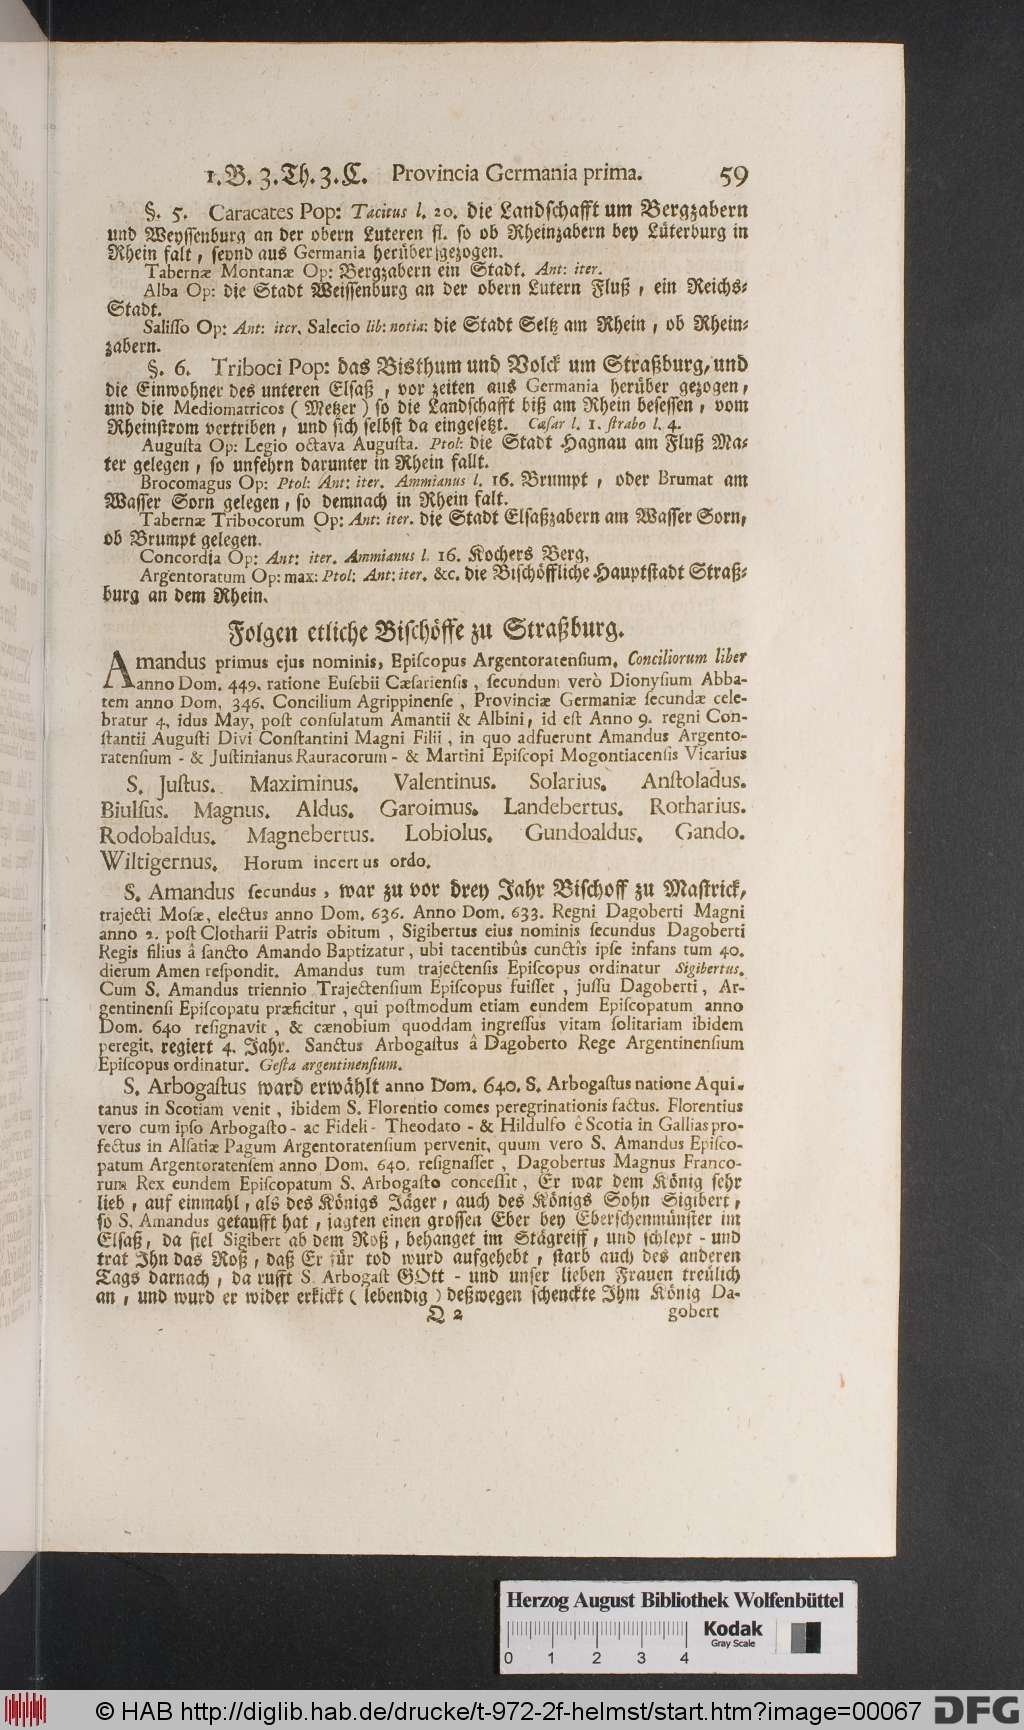 1. B. 3. Th. 3. C. Provincia Germania prima. 59
§. 5. Caracates Pop: Tacitus l. 20. die Landschafft um Bergzabern
und Weyssenburg an der obern Luteren fl. so ob Rheinzabern bey Lüterburg in
Rhein falt, seynd aus Germania herüber gezogen.
Tabernæ Montanæ Op: Bergzabern ein Stadt. Ant: iter.
Alba Op: die Stadt Weissenburg an der obern Lutern Fluß, ein Reichs-
Stadt.
Salisso Op: Ant: iter. Salecio lib: notia: die Stadt Seltz am Rhein, ob Rhein-
zabern.
§. 6. Triboci Pop: das Bisthum und Volck um Straßburg, und
die Einwohner des unteren Elsaß, vor zeiten aus Germania herüber gezogen,
und die Mediomatricos (Metzer) so die Landschafft biß am Rhein besessen, vom
Rheinstrom vertriben, und sich selbst da eingesetzt. Cæsar l. 1. strabo l. 4.
Augusta Op: Legio octava Augusta. Ptol: die Stadt Hagnau am Fluß Ma-
ter gelegen, so unfehrn darunter in Rhein fallt.
Brocomagus Op: Ptol: Ant: iter. Ammianus l. 16. Brumpt, oder Brumat am
Wasser Sorn gelegen, so demnach in Rhein falt.
Tabernæ Tribocorum Op: Ant: iter. die Stadt Elsaßzabern am Wasser Sorn,
ob Brumpt gelegen.
Concordia Op: Ant: iter. Ammianus l. 16. Kochers Berg,
Argentoratum Op: max: Ptol: Ant: iter. &c. die Bischöffliche Hauptstadt Straß-
burg an dem Rhein.
Folgen etliche Bischöffe zu Straßburg.
Amandus primus ejus nominis, Episcopus Argentoratensium. Conciliorum liber
anno Dom. 449. ratione Eusebii Cæsariensis, secundum verò Dionysium Abba-
tem anno Dom. 346. Concilium Agrippinense, Provinciæ Germaniæ secundæ cele-
bratur 4. idus May, post consulatum Amantii & Albini, id est Anno 9. regni Con-
stantii Augusti Divi Constantini Magni Filii, in quo adfuerunt Amandus Argento-
ratensium - & Justinianus Rauracorum - & Martini Episcopi Mogontiacensis Vicarius
S. Justus. Maximinus. Valentinus. Solarius. Anstoladus.
Biulsus. Magnus. Aldus. Garoimus. Landebertus. Rotharius.
Rodobaldus. Magnebertus. Lobiolus. Gundoaldus. Gando.
Wiltigernus. Horum incertus ordo.
S. Amandus secundus, war zu vor drey Jahr Bischoff zu Mastrick,
trajecti Mosæ, electus anno Dom. 636. Anno Dom. 633. Regni Dagoberti Magni
anno 2. post Clotharii Patris obitum, Sigibertus eius nominis secundus Dagoberti
Regis filius â sancto Amando Baptizatur, ubi tacentibûs cunctîs ipse infans tum 40.
dierum Amen respondit. Amandus tum trajectensis Episcopus ordinatur Sigibertus.
Cum S. Amandus triennio Trajectensium Episcopus fuisset, jussu Dagoberti, Ar-
gentinensi Episcopatu præficitur, qui postmodum etiam eundem Episcopatum anno
Dom. 640 resignavit, & cænobium quoddam ingressus vitam solitariam ibidem
peregit. regiert 4. Jahr. Sanctus Arbogastus â Dagoberto Rege Argentinensium
Episcopus ordinatur. Gesta argentinensium.
S. Arbogastus ward erwählt anno Dom. 640. S. Arbogastus natione Aqui-
tanus in Scotiam venit, ibidem S. Florentio comes peregrinationis factus. Florentius
vero cum ipso Arbogasto - ac Fideli - Theodato - & Hildulfo ê Scotia in Gallias pro-
fectus in Alsatiæ Pagum Argentoratensium pervenit. quum vero S. Amandus Episco-
patum Argentoratensem anno Dom. 640. resignasset, Dagobertus Magnus Franco-
rum Rex eundem Episcopatum S. Arbogasto concessit, Er war dem König sehr
lieb, auf einmahl, als des Königs Jäger, auch des Königs Sohn Sigibert,
so S. Amandus getaufft hat, jagten einen grossen Eber bey Eberschenmünster im
Elsaß, da fiel Sigibert ab dem Roß, behanget im Stägreiff, und schlept - und
trat Ihn das Roß, daß Er für tod wurd aufgehebt, starb auch des anderen
Tags darnach, da rufft S. Arbogast GOtt - und unser lieben Frauen treülich
an, und wurd er wider erkickt (lebendig) deßwegen schenckte Ihm König Da-
Q 2 gobert
Herzog August Bibliothek Wolfenbüttel
Kodak
Gray Scale
0 1 2 3 4
© HAB http://diglib.hab.de/drucke/t-972-2f-helmst/start.htm?image=00067
DFG